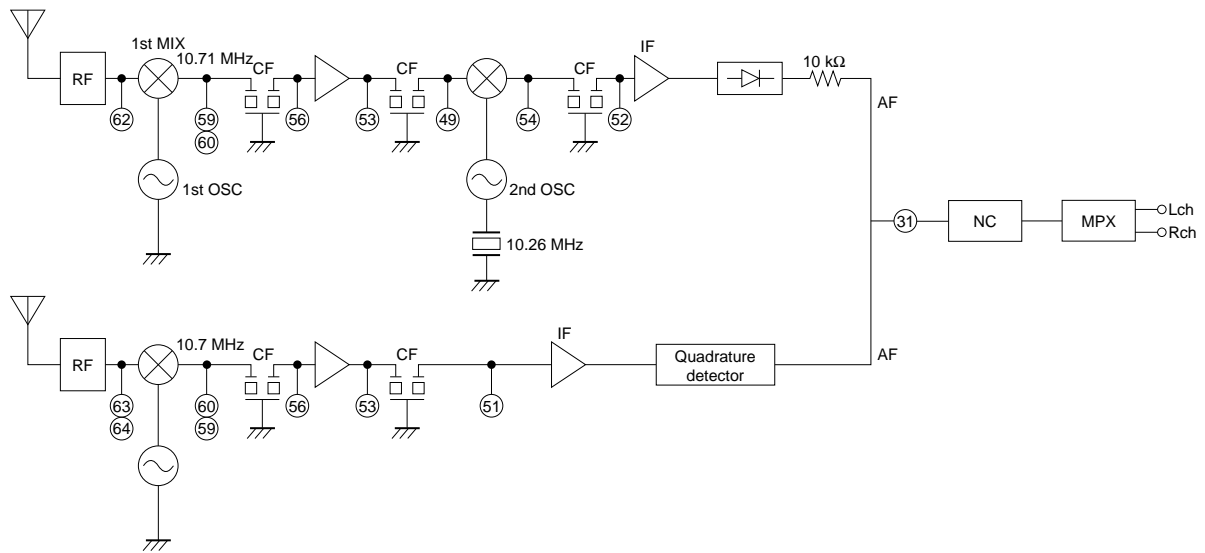 1st MIX
RF
10.71 MHz
CF
CF
IF
10 kΩ
AF
62
59
60
56
53
49
54
52
1st OSC
2nd OSC
10.26 MHz
31
NC
MPX
Lch
Rch
RF
10.7 MHz
CF
CF
IF
Quadrature
detector
AF
63
64
60
59
56
53
51